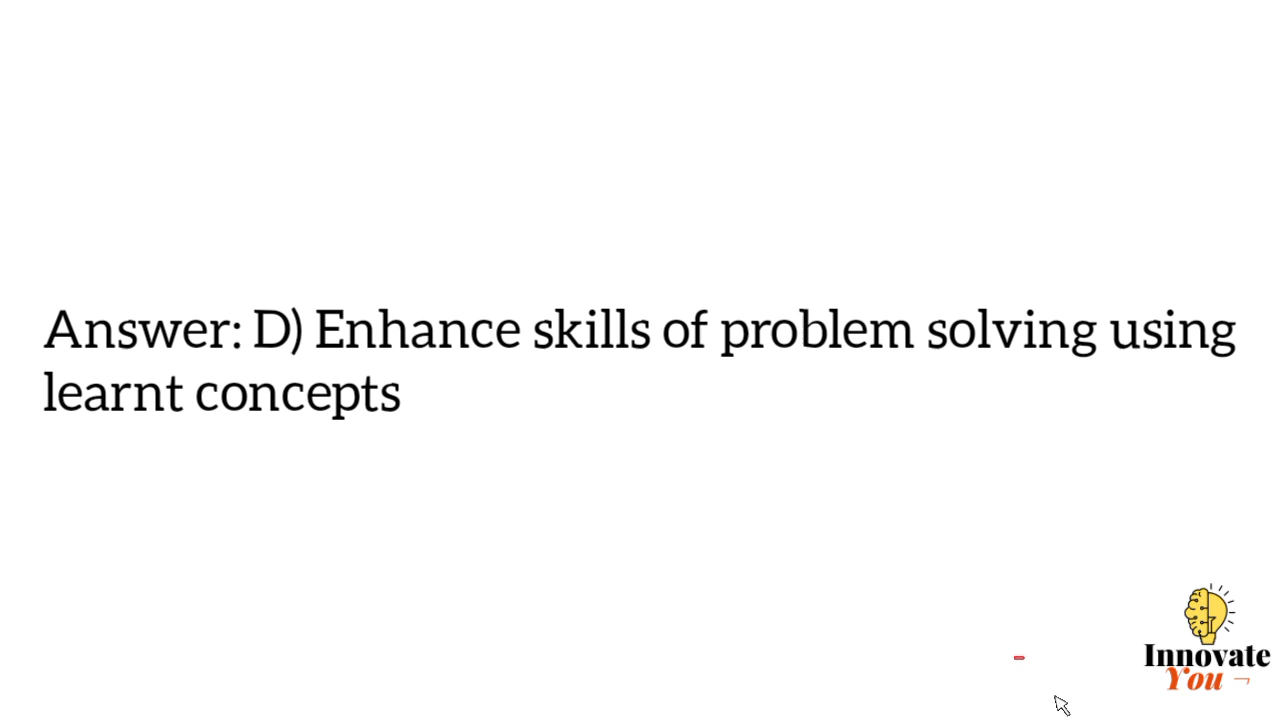 Answer: D) Enhance skills of problem solving using
learnt concepts
Innovate
You